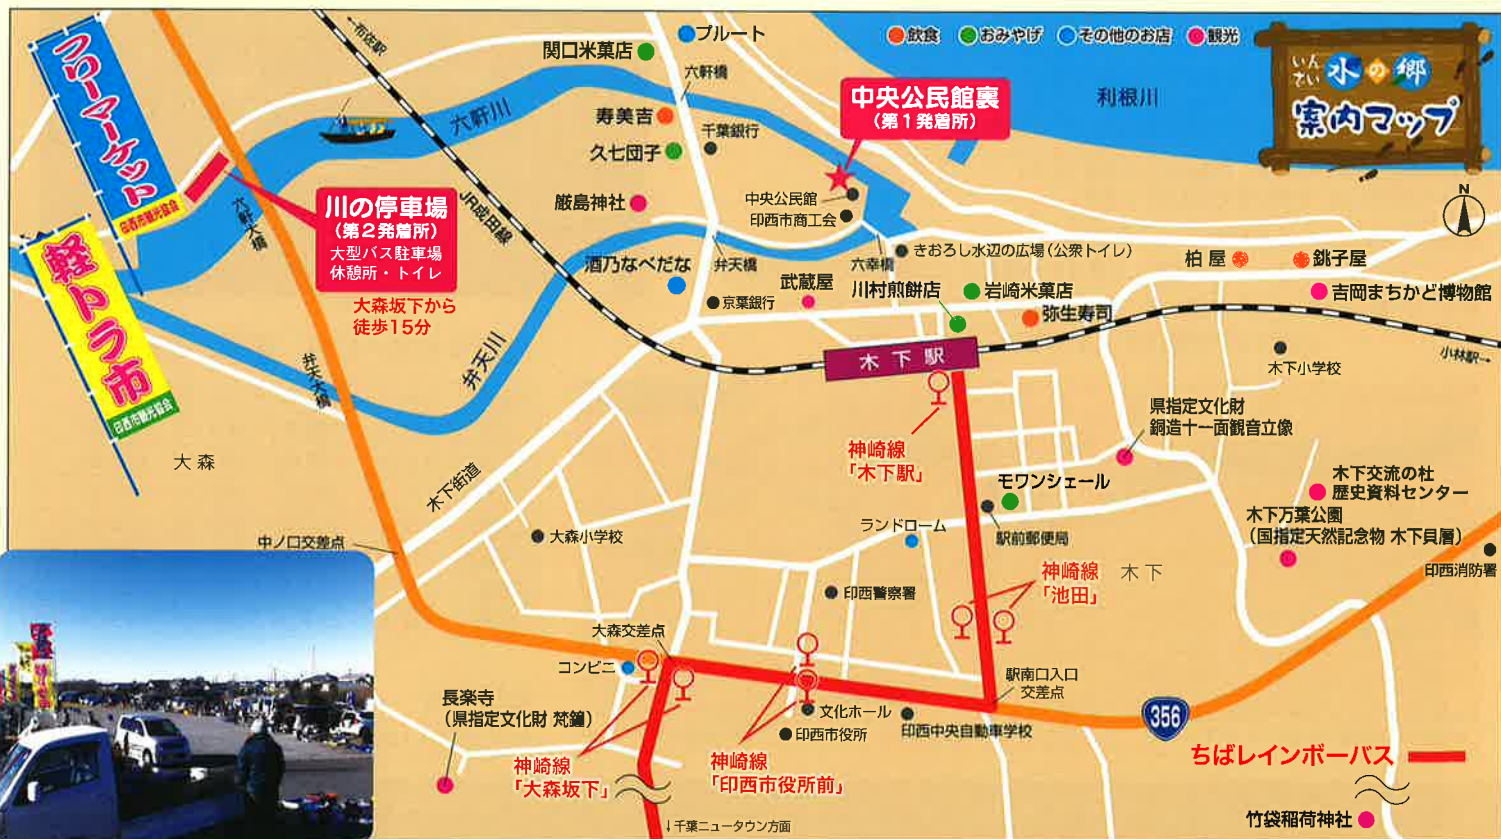 いんざい 水の郷
案内マップ
飲食
おみやげ
その他のお店
観光
N
利根川
←布佐駅
フリーマーケット
印西市観光協会
軽トラ市
印西市観光協会
関口米菓店
プルート
六軒橋
六軒川
寿美吉
千葉銀行
久七団子
中央公民館裏
(第1発着所)
中央公民館
印西市商工会
厳島神社
JR成田線
六軒大橋
川の停車場
(第2発着所)
大型バス駐車場
休憩所・トイレ
大森坂下から
徒歩15分
酒乃なべだな
弁天橋
六幸橋
きおろし水辺の広場(公衆トイレ)
柏屋
銚子屋
吉岡まちかど博物館
京葉銀行
武蔵屋
川村煎餅店
岩崎米菓店
弥生寿司
弁天川
弁天大橋
木下駅
小林駅→
木下小学校
県指定文化財
銅造十一面観音立像
神崎線
「木下駅」
大森
木下街道
モワンシェール
木下交流の杜
歴史資料センター
木下万葉公園
(国指定天然記念物 木下貝層)
中ノ口交差点
大森小学校
ランドローム
駅前郵便局
印西消防署
印西警察署
神崎線
「池田」
木下
大森交差点
コンビニ
駅南口入口
交差点
長楽寺
(県指定文化財 梵鐘)
文化ホール
印西市役所
印西中央自動車学校
356
神崎線
「大森坂下」
神崎線
「印西市役所前」
ちばレインボーバス
↓千葉ニュータウン方面
竹袋稲荷神社